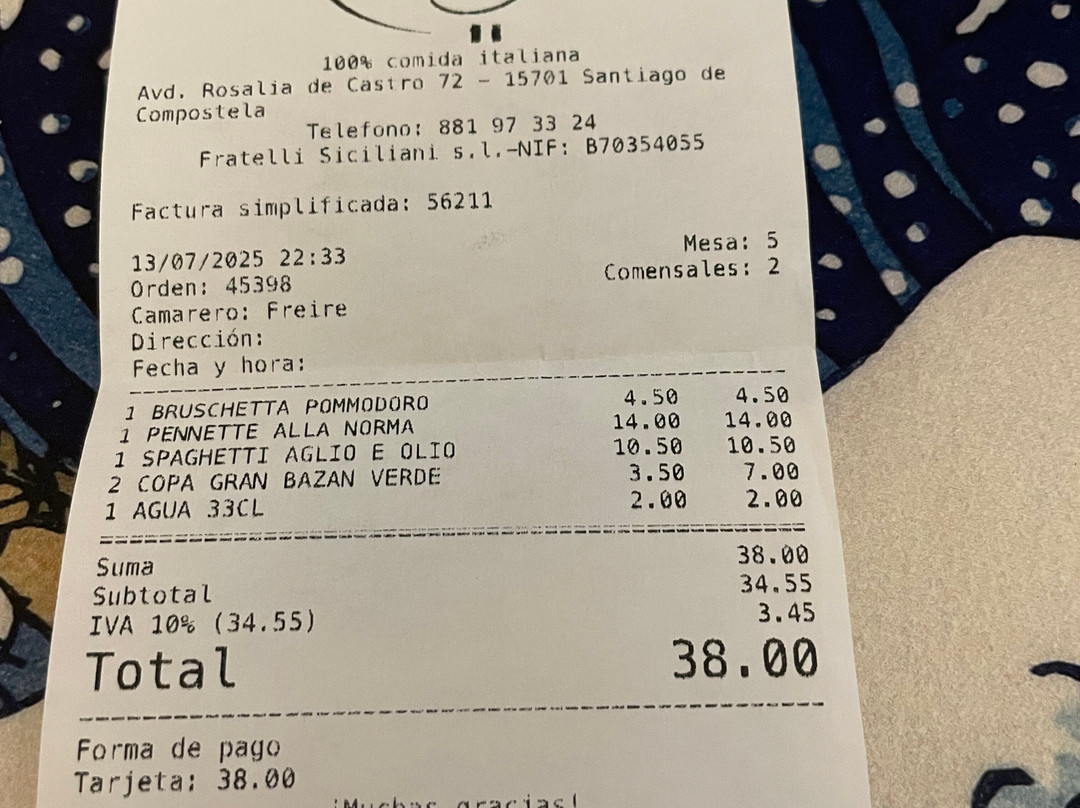 100% comida italiana
Avd. Rosalia de Castro 72 - 15701 Santiago de
Compostela
Telefono: 881 97 33 24
Fratelli Siciliani s.l.-NIF: B70354055
Factura simplificada: 56211
13/07/2025 22:33 Mesa: 5
Orden: 45398 Comensales: 2
Camarero: Freire
Dirección:
Fecha y hora:
1 BRUSCHETTA POMMODORO 4.50 4.50
1 PENNETTE ALLA NORMA 14.00 14.00
1 SPAGHETTI AGLIO E OLIO 10.50 10.50
2 COPA GRAN BAZAN VERDE 3.50 7.00
1 AGUA 33CL 2.00 2.00
Suma 38.00
Subtotal 34.55
IVA 10% (34.55) 3.45
Total 38.00
Forma de pago
Tarjeta: 38.00
¡Muchas gracias!